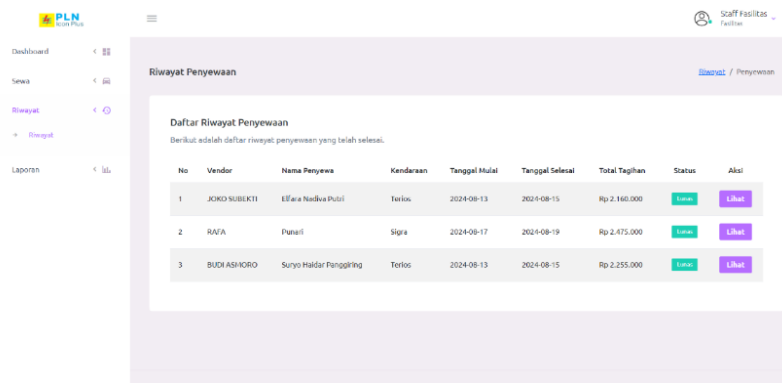 PLN
Icon Plus
Staff Fasilitas
Fasilitas
Dashboard
Sewa
Riwayat
Riwayat
Laporan
Riwayat Penyewaan
Riwayat / Penyewaan
Daftar Riwayat Penyewaan
Berikut adalah daftar riwayat penyewaan yang telah selesai.
No Vendor Nama Penyewa Kendaraan Tanggal Mulai Tanggal Selesai Total Tagihan Status Aksi
1 JOKO SUBEKTI Elfara Nadiva Putri Terios 2024-08-13 2024-08-15 Rp 2.160.000 Lunas Lihat
2 RAFA Punari Sigra 2024-08-17 2024-08-19 Rp 2.475.000 Lunas Lihat
3 BUDI ASMORO Suryo Haidar Panggiring Terios 2024-08-13 2024-08-15 Rp 2.255.000 Lunas Lihat